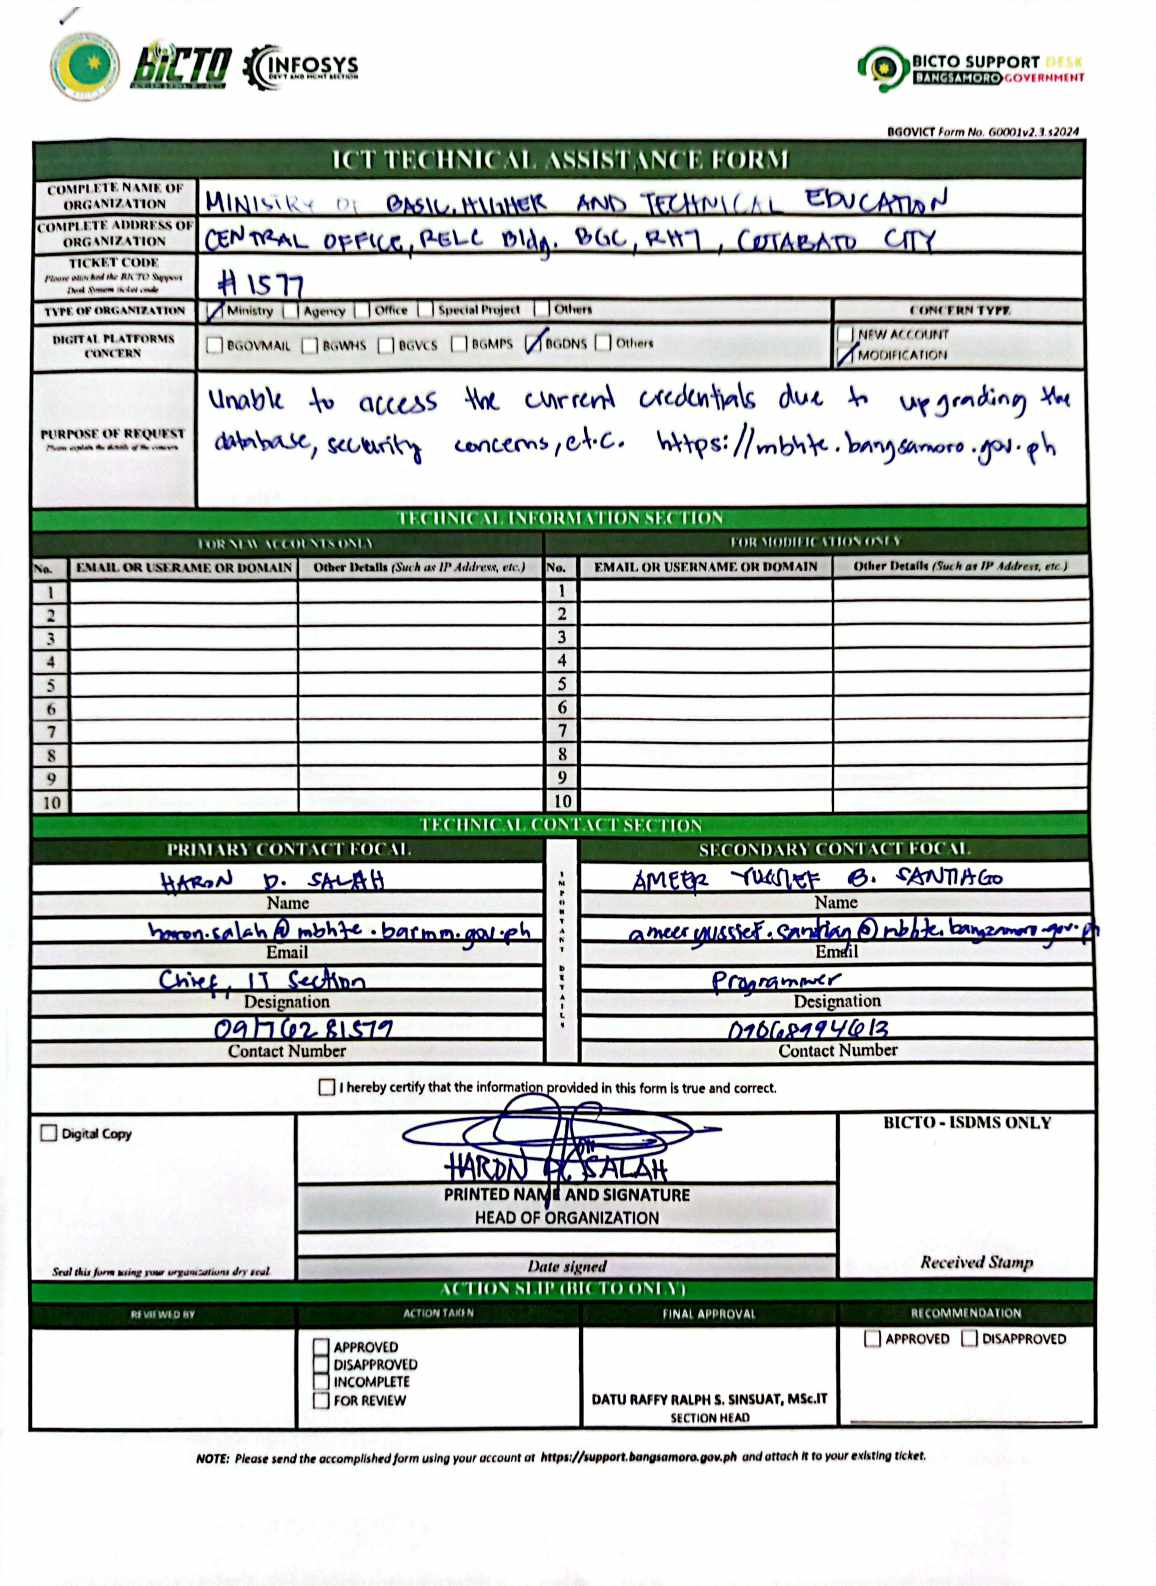 BICTO
INFOSYS
DEV'T AND MGMT SECTION
BICTO SUPPORT DESK
BANGSAMORO GOVERNMENT
BGOVICT Form No. G0001v2.3.s2024
ICT TECHNICAL ASSISTANCE FORM
COMPLETE NAME OF ORGANIZATION MINISTRY OF BASIC, HIGHER AND TECHNICAL EDUCATION
COMPLETE ADDRESS OF ORGANIZATION CENTRAL OFFICE, RELC Bldg. BGC, RH7, COTABATO CITY
TICKET CODE # 1577
Please attached the BICTO Support
Desk System ticket code
TYPE OF ORGANIZATION Ministry Agency Office Special Project Others CONCERN TYPE
DIGITAL PLATFORMS CONCERN BGOVMAIL BGWHS BGVCS BGMPS BGDNS Others NEW ACCOUNT
MODIFICATION
PURPOSE OF REQUEST
Please explain the details of the concern
Unable to access the current credentials due to upgrading the
database, security concerns, etc. https://mbhte.bangsamoro.gov.ph
TECHNICAL INFORMATION SECTION
FOR NEW ACCOUNTS ONLY FOR MODIFICATION ONLY
No. EMAIL OR USERAME OR DOMAIN Other Details (Such as IP Address, etc.) No. EMAIL OR USERNAME OR DOMAIN Other Details (Such as IP Address, etc.)
1 1
2 2
3 3
4 4
5 5
6 6
7 7
8 8
9 9
10 10
TECHNICAL CONTACT SECTION
PRIMARY CONTACT FOCAL SECONDARY CONTACT FOCAL
IMPORTANT DETAILS
HARON D. SALAH AMEER YUSSIEF B. SANTIAGO
Name Name
haron.salah@mbhte.barmm.gov.ph ameeryussief.santiag@mbhte.bangsamoro.gov.ph
Email Email
Chief, IT Section Programmer
Designation Designation
09176281579 09068994613
Contact Number Contact Number
I hereby certify that the information provided in this form is true and correct.
Digital Copy BICTO - ISDMS ONLY
HARON SALAH
PRINTED NAME AND SIGNATURE
HEAD OF ORGANIZATION
Seal this form using your organizations dry seal. Date signed Received Stamp
ACTION SLIP (BICTO ONLY)
REVIEWED BY ACTION TAKEN FINAL APPROVAL RECOMMENDATION
APPROVED APPROVED DISAPPROVED
DISAPPROVED
INCOMPLETE
FOR REVIEW DATU RAFFY RALPH S. SINSUAT, MSc.IT
SECTION HEAD
NOTE: Please send the accomplished form using your account at https://support.bangsamoro.gov.ph and attach it to your existing ticket.